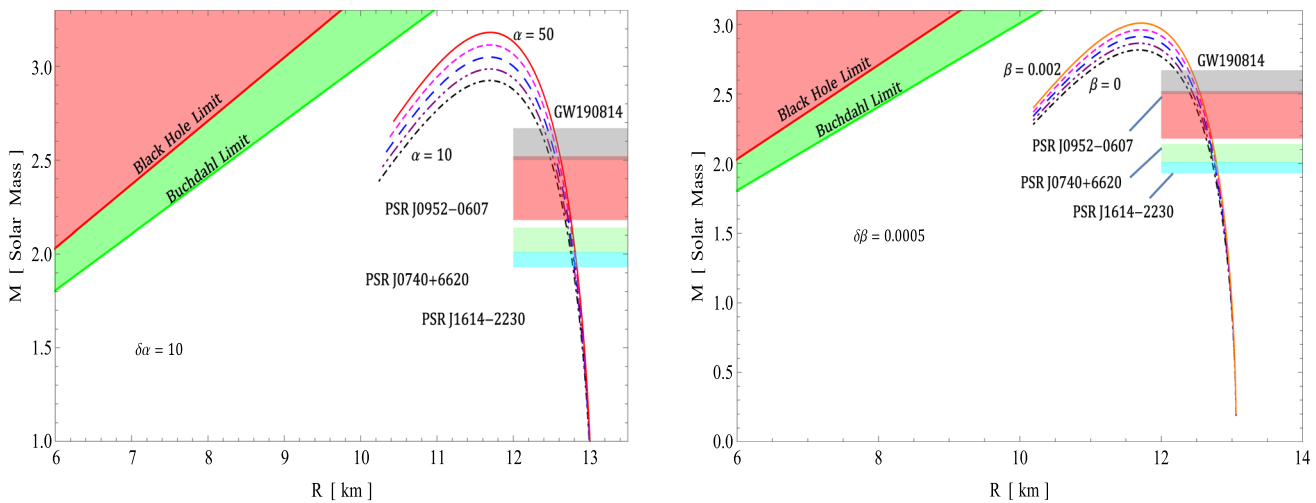 M [ Solar Mass ]
3.0
2.5
2.0
1.5
1.0
Black Hole Limit
Buchdahl Limit
α = 50
α = 10
GW190814
PSR J0952−0607
PSR J0740+6620
PSR J1614−2230
δα = 10
6 7 8 9 10 11 12 13
R [ km ]
M [ Solar Mass ]
3.0
2.5
2.0
1.5
1.0
0.5
0.0
Black Hole Limit
Buchdahl Limit
β = 0.002
β = 0
GW190814
PSR J0952−0607
PSR J0740+6620
PSR J1614−2230
δβ = 0.0005
6 8 10 12 14
R [ km ]